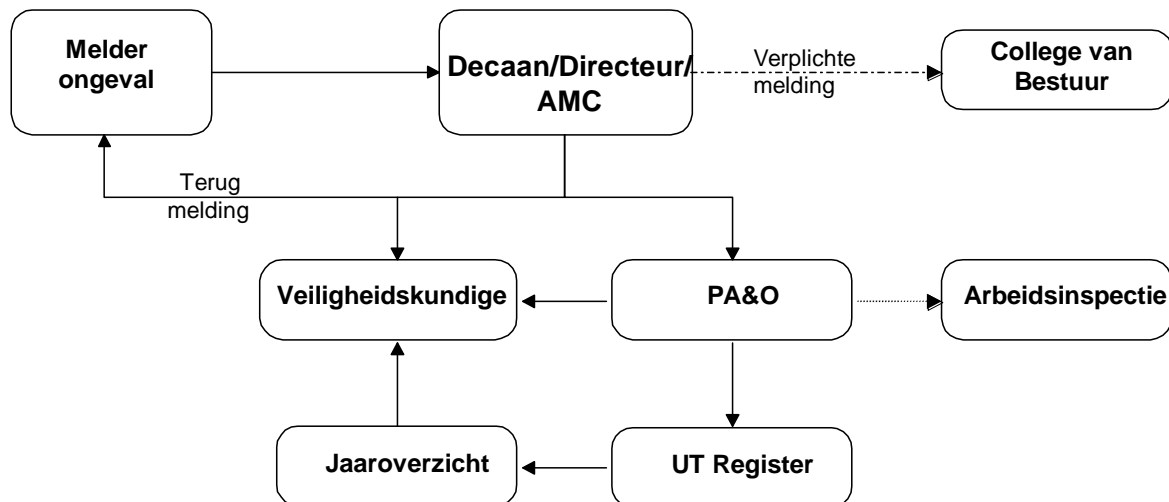 Melder
ongeval
Decaan/Directeur/
AMC
Verplichte
melding
College van
Bestuur
Terug
melding
Veiligheidskundige
PA&O
Arbeidsinspectie
Jaaroverzicht
UT Register